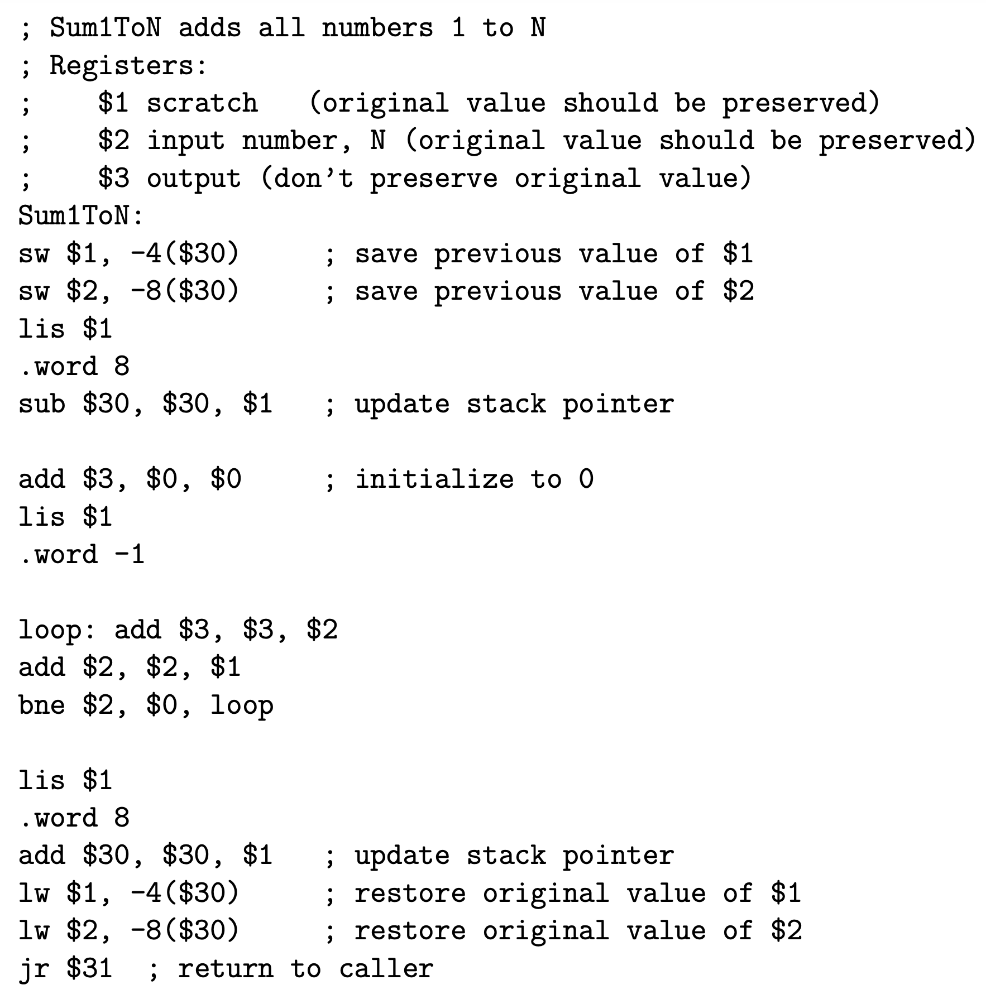 ; Sum1ToN adds all numbers 1 to N
; Registers:
;    $1 scratch   (original value should be preserved)
;    $2 input number, N (original value should be preserved)
;    $3 output (don’t preserve original value)
Sum1ToN:
sw $1, -4($30)     ; save previous value of $1
sw $2, -8($30)     ; save previous value of $2
lis $1
.word 8
sub $30, $30, $1   ; update stack pointer

add $3, $0, $0     ; initialize to 0
lis $1
.word -1

loop: add $3, $3, $2
add $2, $2, $1
bne $2, $0, loop

lis $1
.word 8
add $30, $30, $1   ; update stack pointer
lw $1, -4($30)     ; restore original value of $1
lw $2, -8($30)     ; restore original value of $2
jr $31  ; return to caller